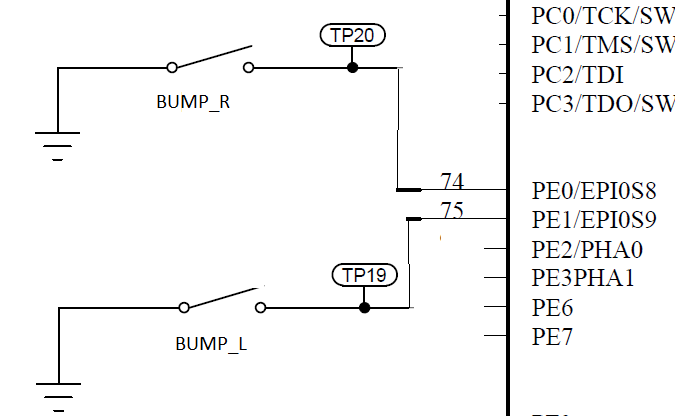 PC0/TCK/SW
TP20
PC1/TMS/SW
PC2/TDI
BUMP_R
PC3/TDO/SW
74
PE0/EPI0S8
75
PE1/EPI0S9
PE2/PHA0
TP19
PE3PHA1
PE6
BUMP_L
PE7